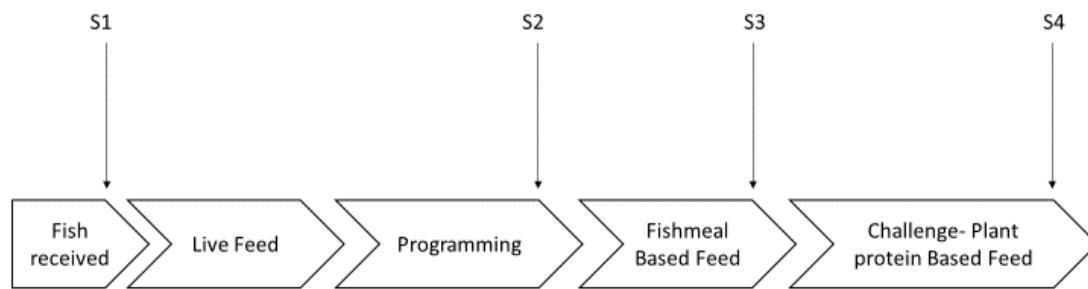 S1
S2
S3
S4
Fish
received
Live Feed
Programming
Fishmeal
Based Feed
Challenge- Plant
protein Based Feed